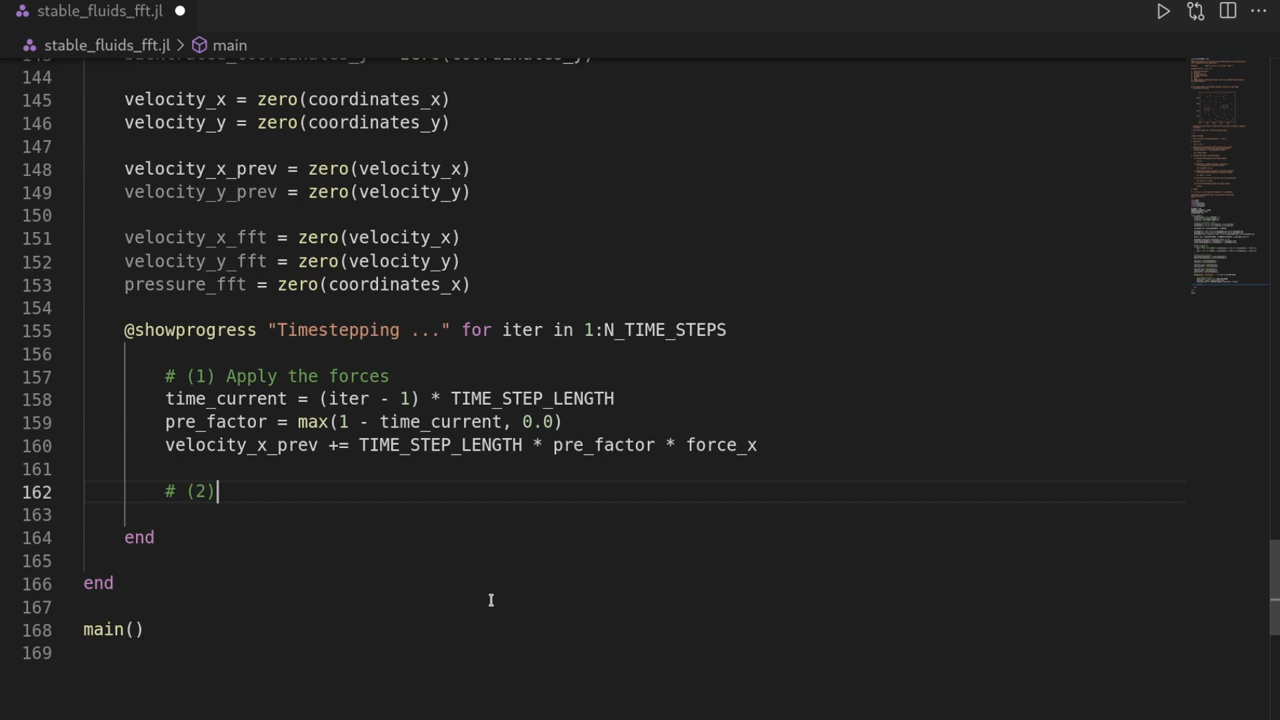 stable_fluids_fft.jl
stable_fluids_fft.jl > main
144
145 velocity_x = zero(coordinates_x)
146 velocity_y = zero(coordinates_y)
147
148 velocity_x_prev = zero(velocity_x)
149 velocity_y_prev = zero(velocity_y)
150
151 velocity_x_fft = zero(velocity_x)
152 velocity_y_fft = zero(velocity_y)
153 pressure_fft = zero(coordinates_x)
154
155 @showprogress "Timestepping ..." for iter in 1:N_TIME_STEPS
156
157 # (1) Apply the forces
158 time_current = (iter - 1) * TIME_STEP_LENGTH
159 pre_factor = max(1 - time_current, 0.0)
160 velocity_x_prev += TIME_STEP_LENGTH * pre_factor * force_x
161
162 # (2)
163
164 end
165
166 end
167
168 main()
169